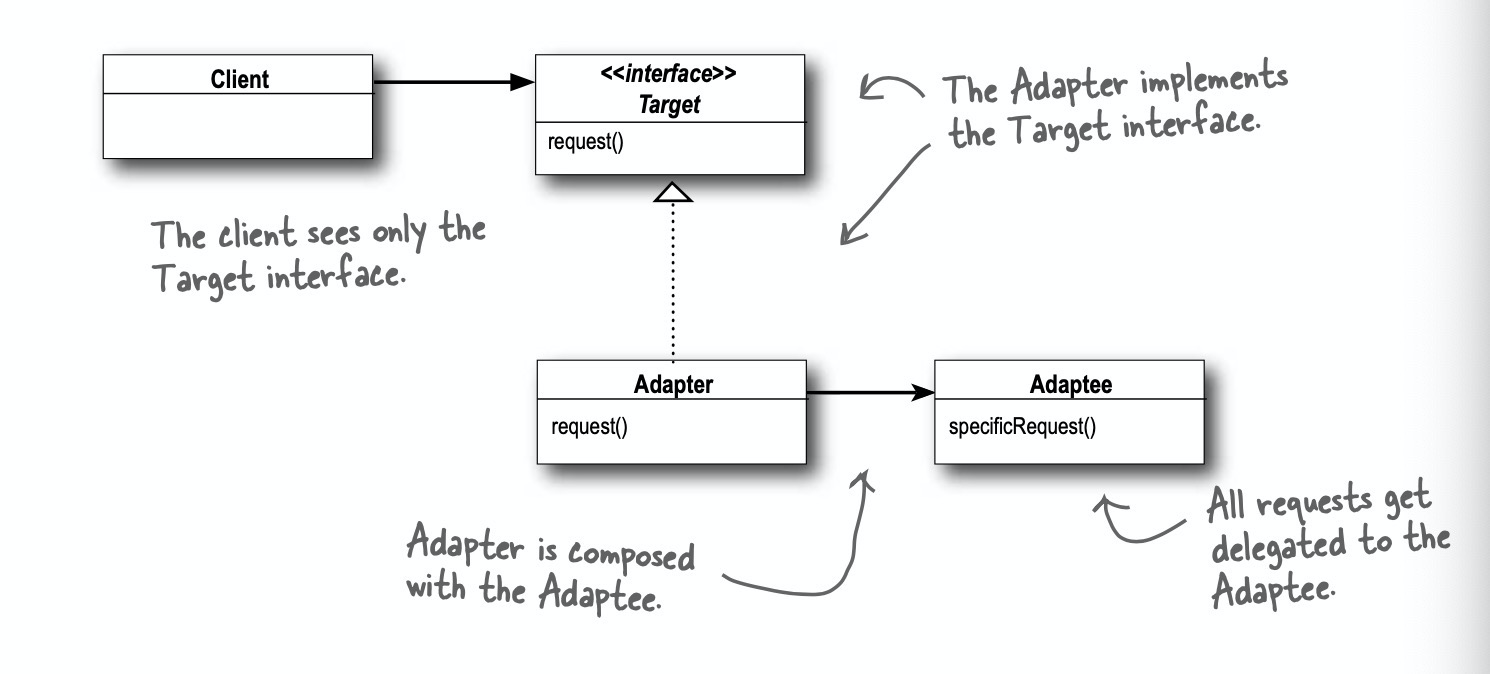 Client
<<interface>>
Target
request()
The Adapter implements
the Target interface.
The client sees only the
Target interface.
Adapter
request()
Adaptee
specificRequest()
Adapter is composed
with the Adaptee.
All requests get
delegated to the
Adaptee.